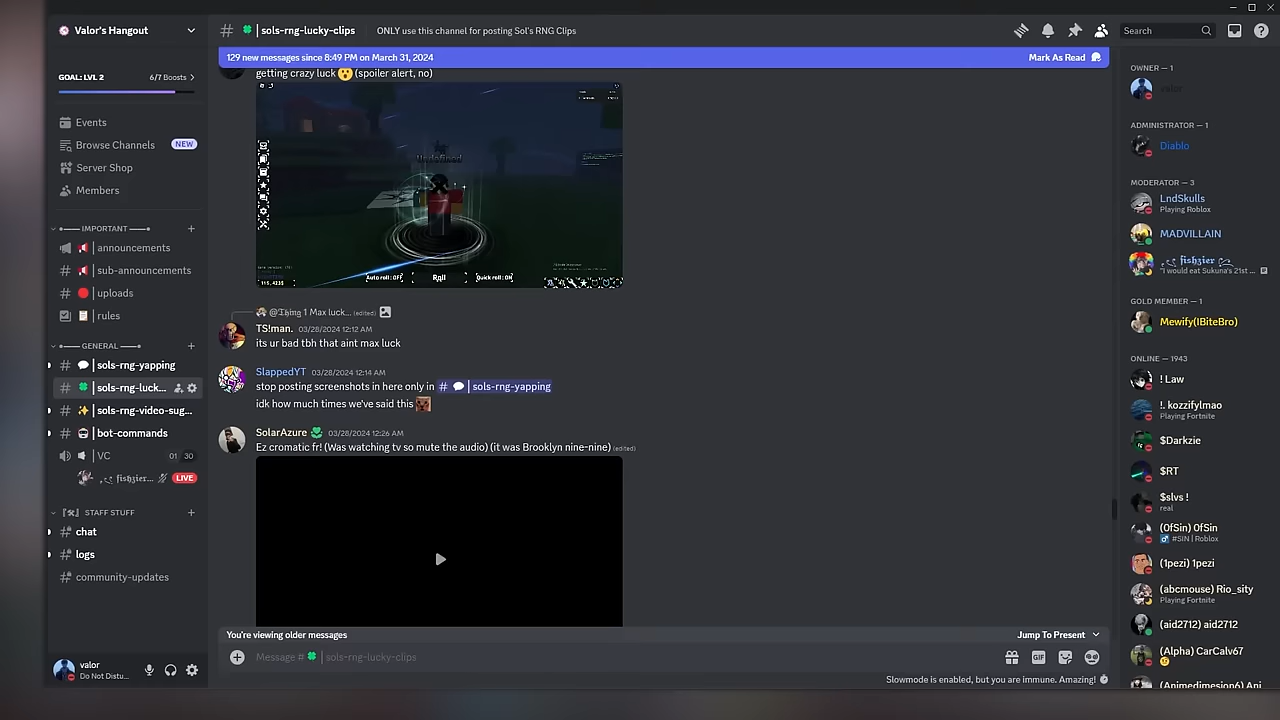 Valor's Hangout
GOAL: LVL 2
6/7 Boosts
Events
Browse Channels
NEW
Server Shop
Members
IMPORTANT
announcements
sub-announcements
uploads
rules
GENERAL
sols-rng-yapping
sols-rng-luck...
sols-rng-video-sug...
bot-commands
VC
01 30
fishzier...
LIVE
STAFF STUFF
chat
logs
community-updates
valor
Do Not Distu...
# | sols-rng-lucky-clips
ONLY use this channel for posting Sol's RNG Clips
Search
129 new messages since 8:49 PM on March 31, 2024
Mark As Read
getting crazy luck 😮 (spoiler alert, no)
Undefined
Auto roll: OFF
Roll
Quick roll: ON
1 Max luck... (edited)
TS!man. 03/28/2024 12:12 AM
its ur bad tbh that aint max luck
SlappedYT 03/28/2024 12:14 AM
stop posting screenshots in here only in # 💬 | sols-rng-yapping
idk how much times we've said this
SolarAzure 03/28/2024 12:26 AM
Ez cromatic fr! (Was watching tv so mute the audio) (it was Brooklyn nine-nine) (edited)
You're viewing older messages
Jump To Present
Message # 🍀 | sols-rng-lucky-clips
GIF
Slowmode is enabled, but you are immune. Amazing!
OWNER — 1
valor
ADMINISTRATOR — 1
Diablo
MODERATOR — 3
LndSkulls
Playing Roblox
MADVILLAIN
fishzier
"I would eat Sukuna's 21st ...
GOLD MEMBER — 1
Mewify(IBiteBro)
ONLINE — 1943
! Law
!. kozzifylmao
Playing Fortnite
$Darkzie
$RT
$slvs !
real
(0fSin) 0fSin
#SIN | Roblox
(1pezi) 1pezi
(abcmouse) Rio_sity
Playing Fortnite
(aid2712) aid2712
(Alpha) CarCalv67
(Animedimesion6) Ani